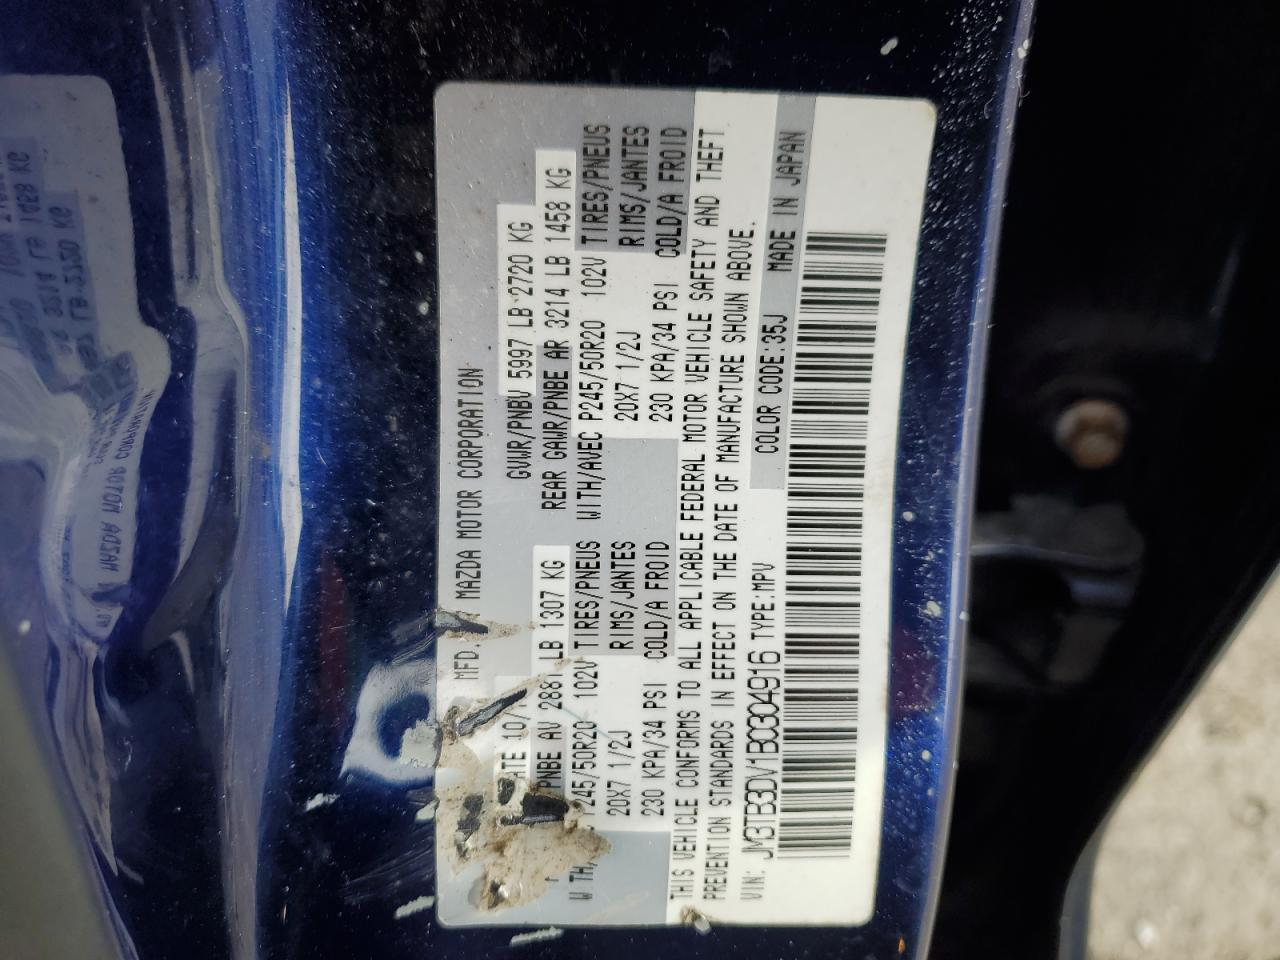 MFD. MAZDA MOTOR CORPORATION
10/ GVWR/PNBV 5997 LB 2720 KG
PNBE AV 2881 LB 1307 KG REAR GAWR/PNBE AR 3214 LB 1458 KG
245/50R20 102V TIRES/PNEUS WITH/AVEC P245/50R20 102V TIRES/PNEUS
20X7 1/2J RIMS/JANTES 20X7 1/2J RIMS/JANTES
230 KPA/34 PSI COLD/A FROID 230 KPA/34 PSI COLD/A FROID
THIS VEHICLE CONFORMS TO ALL APPLICABLE FEDERAL MOTOR VEHICLE SAFETY AND THEFT
PREVENTION STANDARDS IN EFFECT ON THE DATE OF MANUFACTURE SHOWN ABOVE.
VIN: JM3TB3DV1B0304916 TYPE:MPV COLOR CODE:35J MADE IN JAPAN